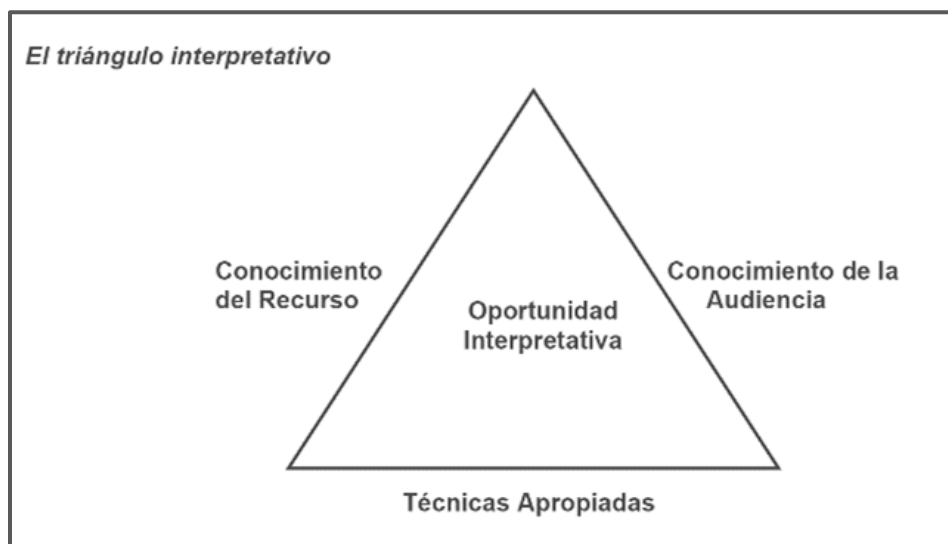 El triángulo interpretativo
Conocimiento
del Recurso
Conocimiento de la
Audiencia
Oportunidad
Interpretativa
Técnicas Apropiadas